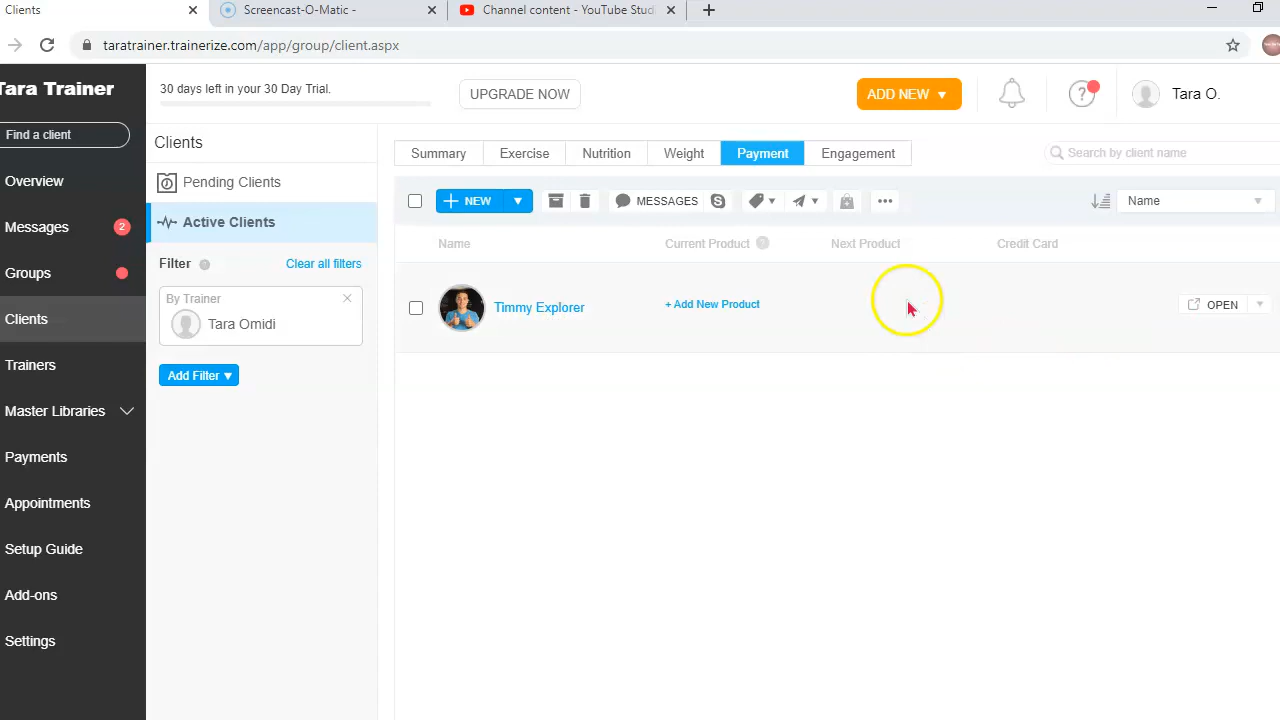 Clients
Screencast-O-Matic -
Channel content - YouTube Stud
taratrainer.trainerize.com/app/group/client.aspx
Tara Trainer
30 days left in your 30 Day Trial.
UPGRADE NOW
ADD NEW
Tara O.
Find a client
Overview
Messages 2
Groups
Clients
Trainers
Master Libraries
Payments
Appointments
Setup Guide
Add-ons
Settings
Clients
Pending Clients
Active Clients
Filter
Clear all filters
By Trainer
Tara Omidi
Add Filter
Summary
Exercise
Nutrition
Weight
Payment
Engagement
Search by client name
NEW
MESSAGES
Name
Name
Current Product
Next Product
Credit Card
Timmy Explorer
+ Add New Product
OPEN